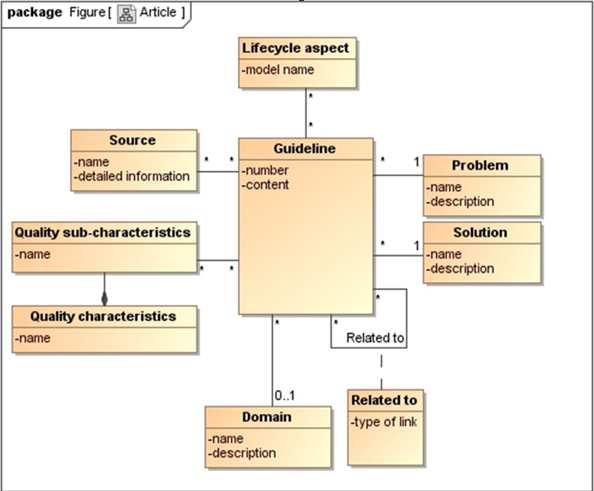 package Figure [ Article ]
Lifecycle aspect
-model name
*
*
Source
-name
-detailed information
* *
Guideline
-number
-content
* 1
Problem
-name
-description
Quality sub-characteristics
-name
* *
* 1
Solution
-name
-description
Quality characteristics
-name
*
*
*
Related to
0..1
Domain
-name
-description
Related to
-type of link